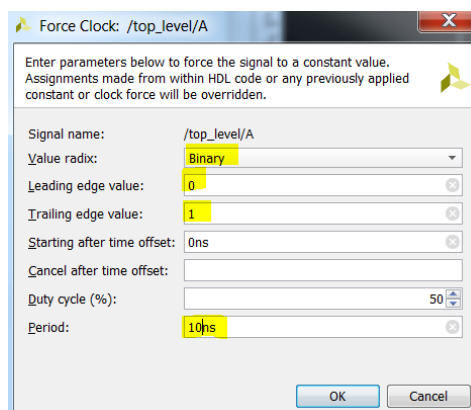 Force Clock: /top_level/A
Enter parameters below to force the signal to a constant value.
Assignments made from within HDL code or any previously applied
constant or clock force will be overridden.
Signal name: /top_level/A
Value radix: Binary
Leading edge value: 0
Trailing edge value: 1
Starting after time offset: 0ns
Cancel after time offset:
Duty cycle (%): 50
Period: 10ns
OK Cancel